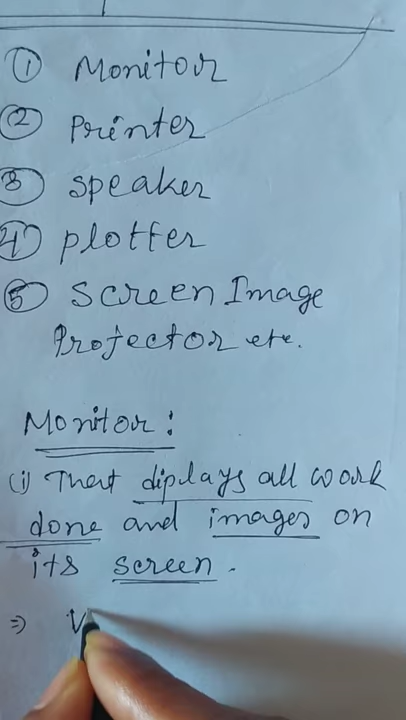 ① Monitor
② Printer
③ speaker
④ plotter
⑤ Screen Image
Projector etc.
Monitor:
(i) That diplays all work
done and images on
its screen.
⇒ V